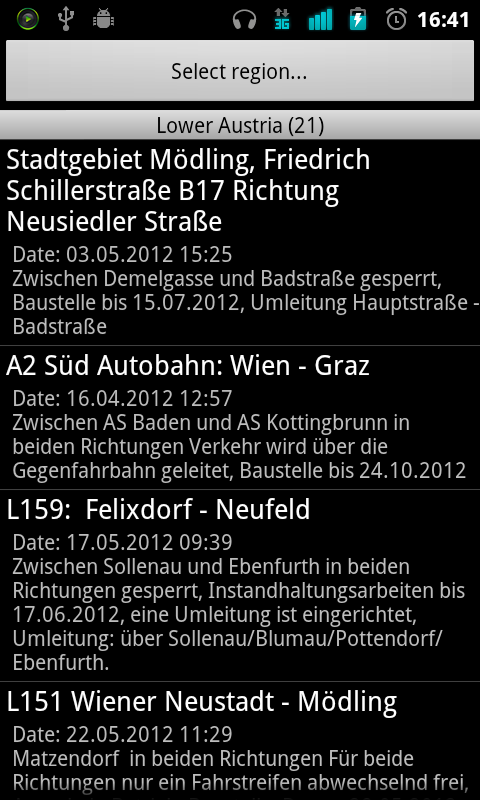 16:41
Select region...
Lower Austria (21)
Stadtgebiet Mödling, Friedrich
Schillerstraße B17 Richtung
Neusiedler Straße
Date: 03.05.2012 15:25
Zwischen Demelgasse und Badstraße gesperrt,
Baustelle bis 15.07.2012, Umleitung Hauptstraße -
Badstraße
A2 Süd Autobahn: Wien - Graz
Date: 16.04.2012 12:57
Zwischen AS Baden und AS Kottingbrunn in
beiden Richtungen Verkehr wird über die
Gegenfahrbahn geleitet, Baustelle bis 24.10.2012
L159:  Felixdorf - Neufeld
Date: 17.05.2012 09:39
Zwischen Sollenau und Ebenfurth in beiden
Richtungen gesperrt, Instandhaltungsarbeiten bis
17.06.2012, eine Umleitung ist eingerichtet,
Umleitung: über Sollenau/Blumau/Pottendorf/
Ebenfurth.
L151 Wiener Neustadt - Mödling
Date: 22.05.2012 11:29
Matzendorf  in beiden Richtungen Für beide
Richtungen nur ein Fahrstreifen abwechselnd frei,